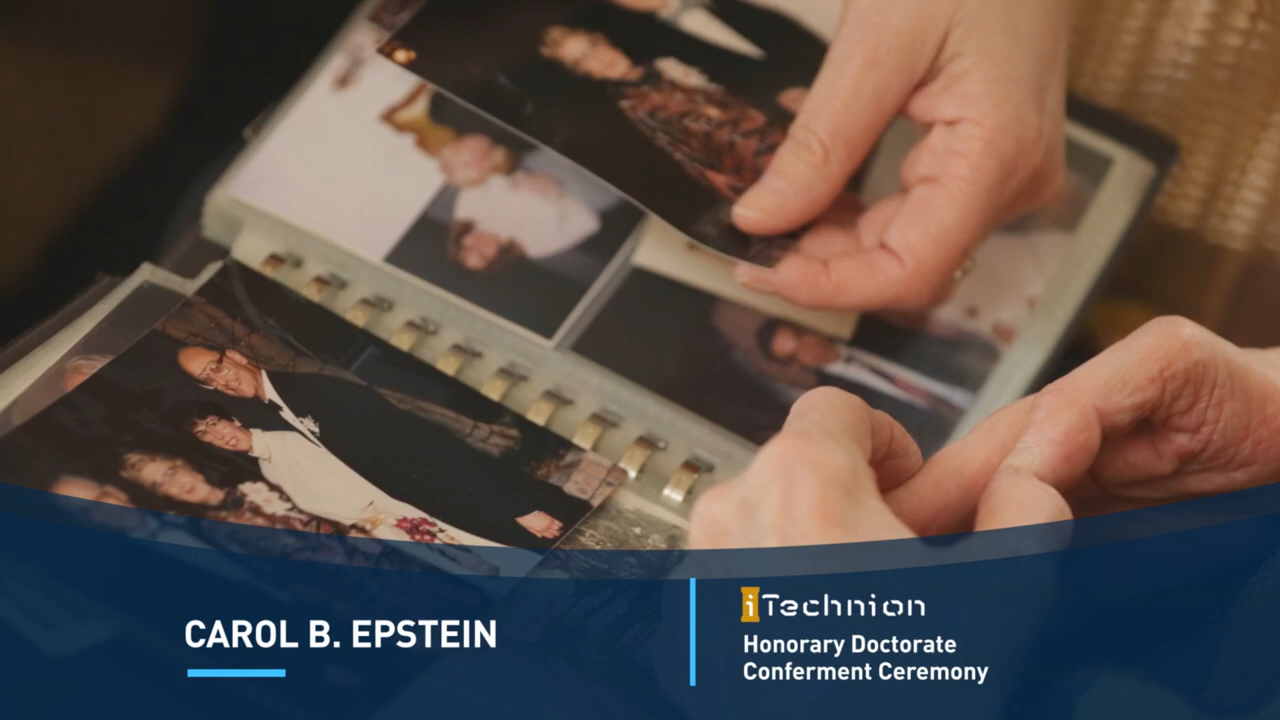 CAROL B. EPSTEIN
iTechnion
Honorary Doctorate
Conferment Ceremony